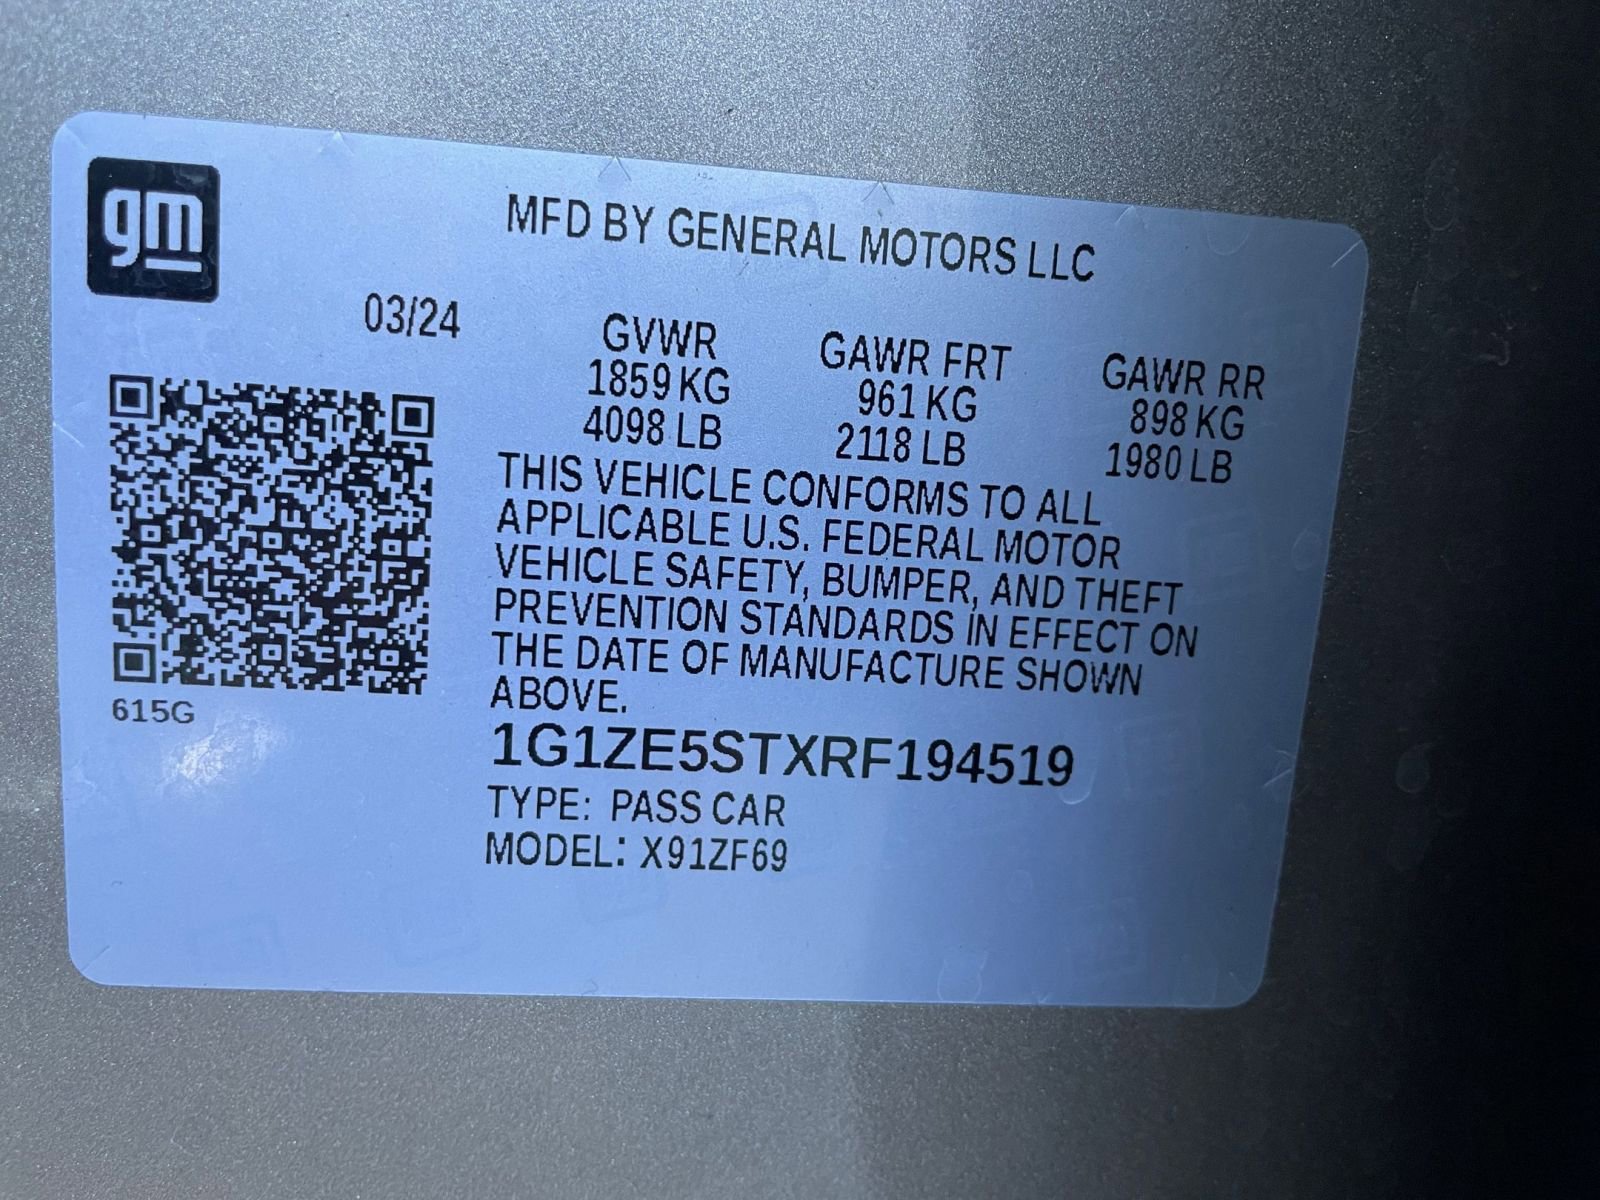 gm
MFD BY GENERAL MOTORS LLC
03/24
GVWR GAWR FRT GAWR RR
1859 KG 961 KG 898 KG
4098 LB 2118 LB 1980 LB
THIS VEHICLE CONFORMS TO ALL
APPLICABLE U.S. FEDERAL MOTOR
VEHICLE SAFETY, BUMPER, AND THEFT
PREVENTION STANDARDS IN EFFECT ON
THE DATE OF MANUFACTURE SHOWN
ABOVE.
615G
1G1ZE5STXRF194519
TYPE: PASS CAR
MODEL: X91ZF69